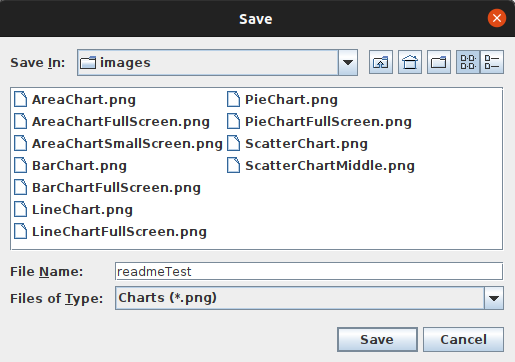 Save
Save In: images
AreaChart.png
AreaChartFullScreen.png
AreaChartSmallScreen.png
BarChart.png
BarChartFullScreen.png
LineChart.png
LineChartFullScreen.png
PieChart.png
PieChartFullScreen.png
ScatterChart.png
ScatterChartMiddle.png
File Name: readmeTest
Files of Type: Charts (*.png)
Save Cancel